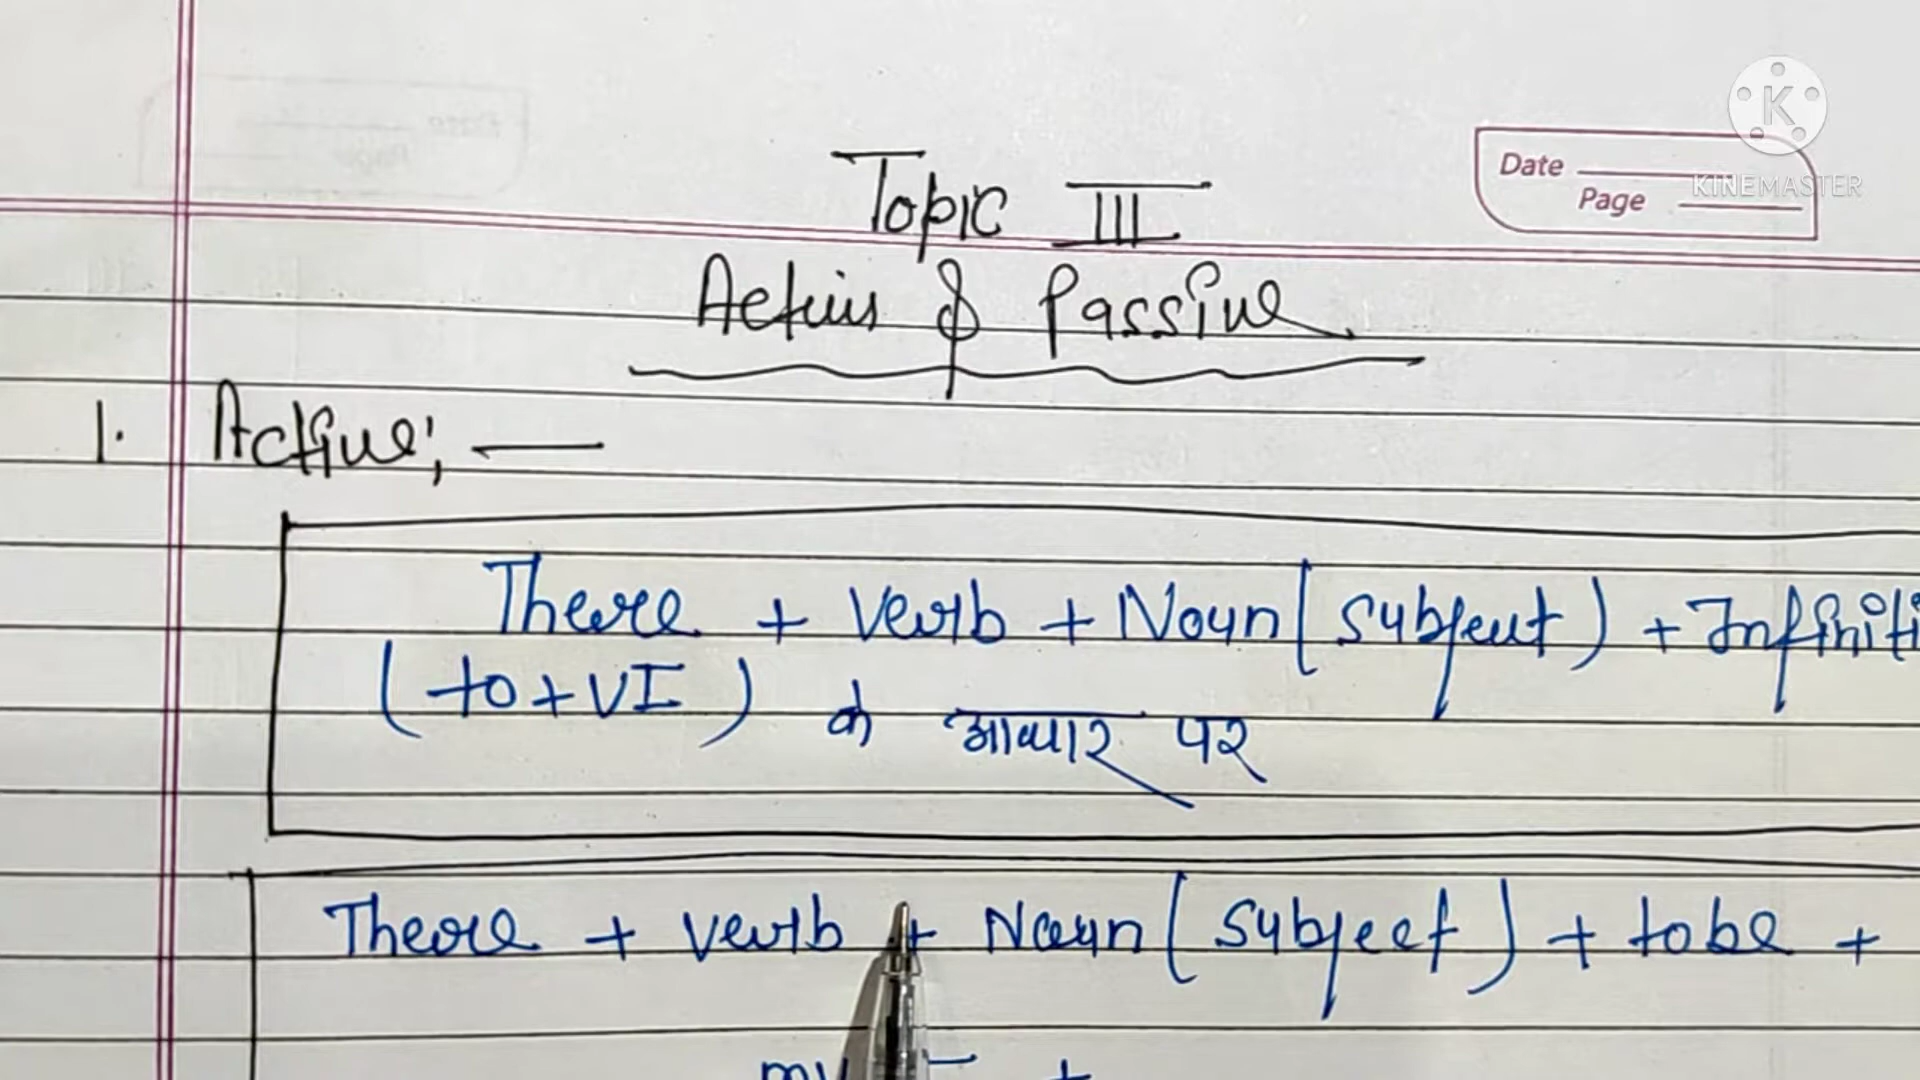 Date
KINEMASTER
Page
Topic III
Active & Passive
1. Active; —
There + Verb + Noun (Subject) + Infiniti
(to + VI) के आधार पर
There + verb + Noun (Subject) + tobe +